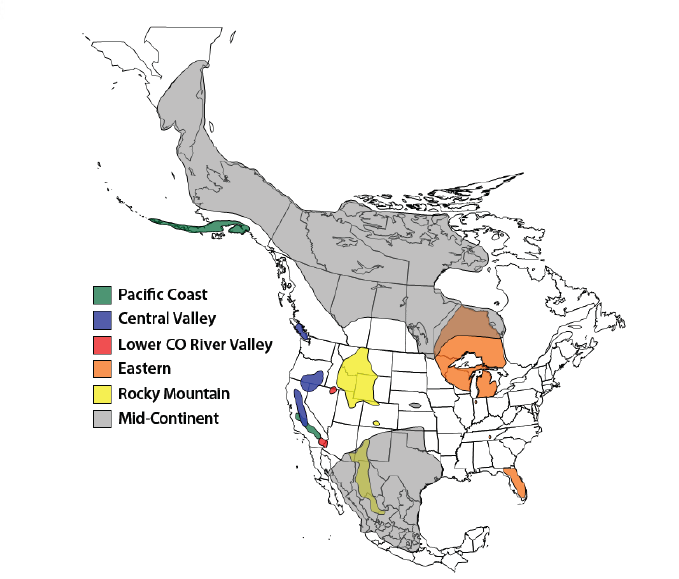 Pacific Coast
Central Valley
Lower CO River Valley
Eastern
Rocky Mountain
Mid-Continent